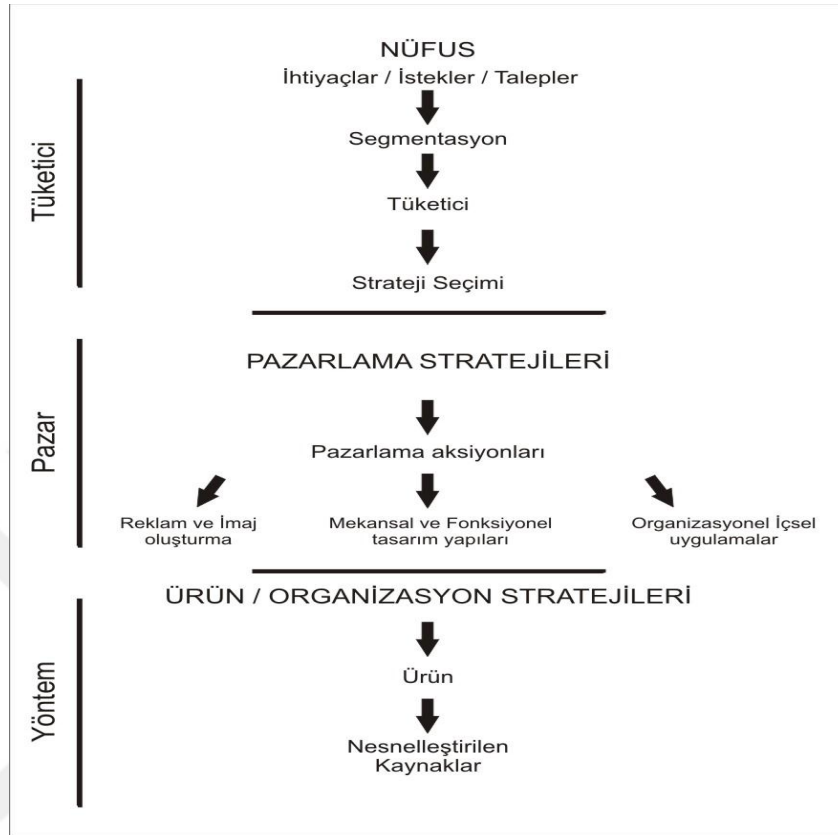 NÜFUS
İhtiyaçlar / İstekler / Talepler
Segmentasyon
Tüketici
Strateji Seçimi
Tüketici
PAZARLAMA STRATEJİLERİ
Pazarlama aksiyonları
Reklam ve İmaj
oluşturma
Mekansal ve Fonksiyonel
tasarım yapıları
Organizasyonel İçsel
uygulamalar
Pazar
ÜRÜN / ORGANİZASYON STRATEJİLERİ
Ürün
Nesnelleştirilen
Kaynaklar
Yöntem